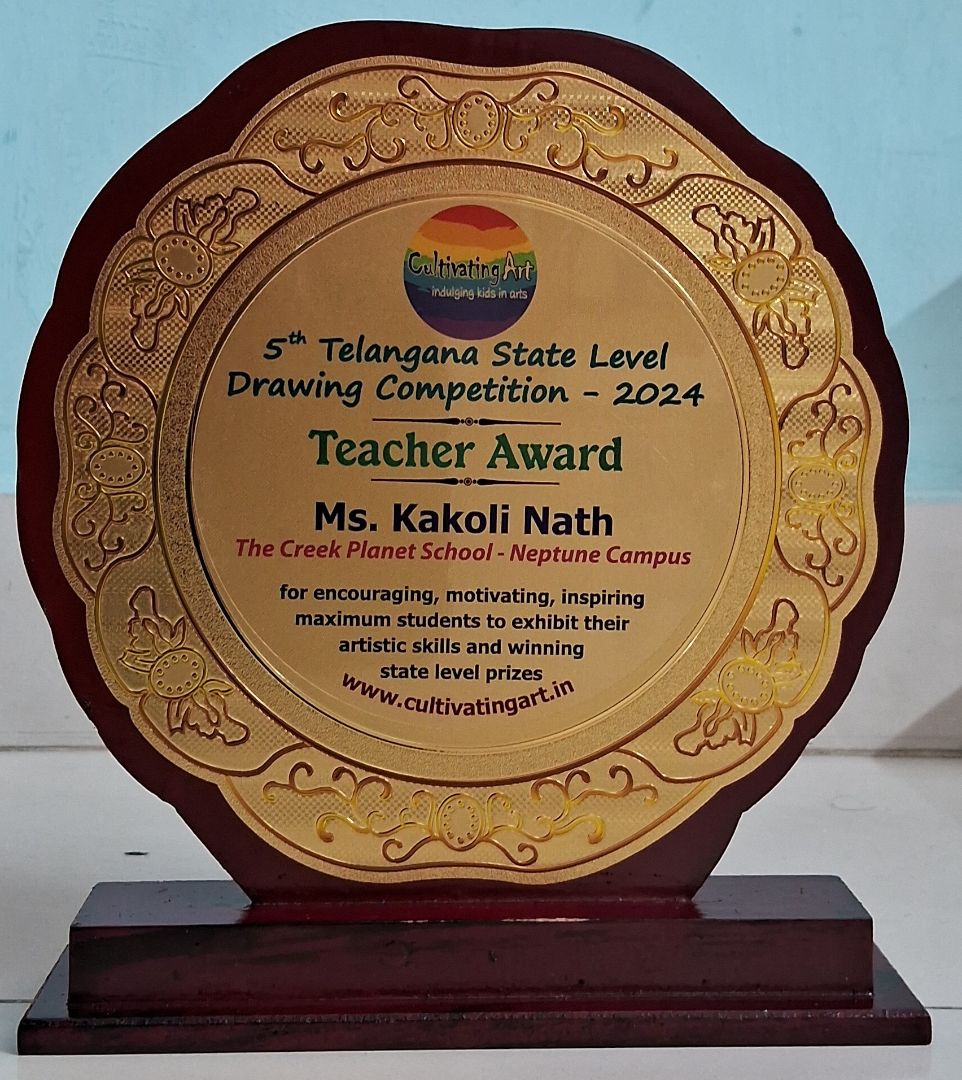 Cultivating Art
indulging kids in arts
5th Telangana State Level
Drawing Competition - 2024
Teacher Award
Ms. Kakoli Nath
The Creek Planet School - Neptune Campus
for encouraging, motivating, inspiring
maximum students to exhibit their
artistic skills and winning
state level prizes
www.cultivatingart.in